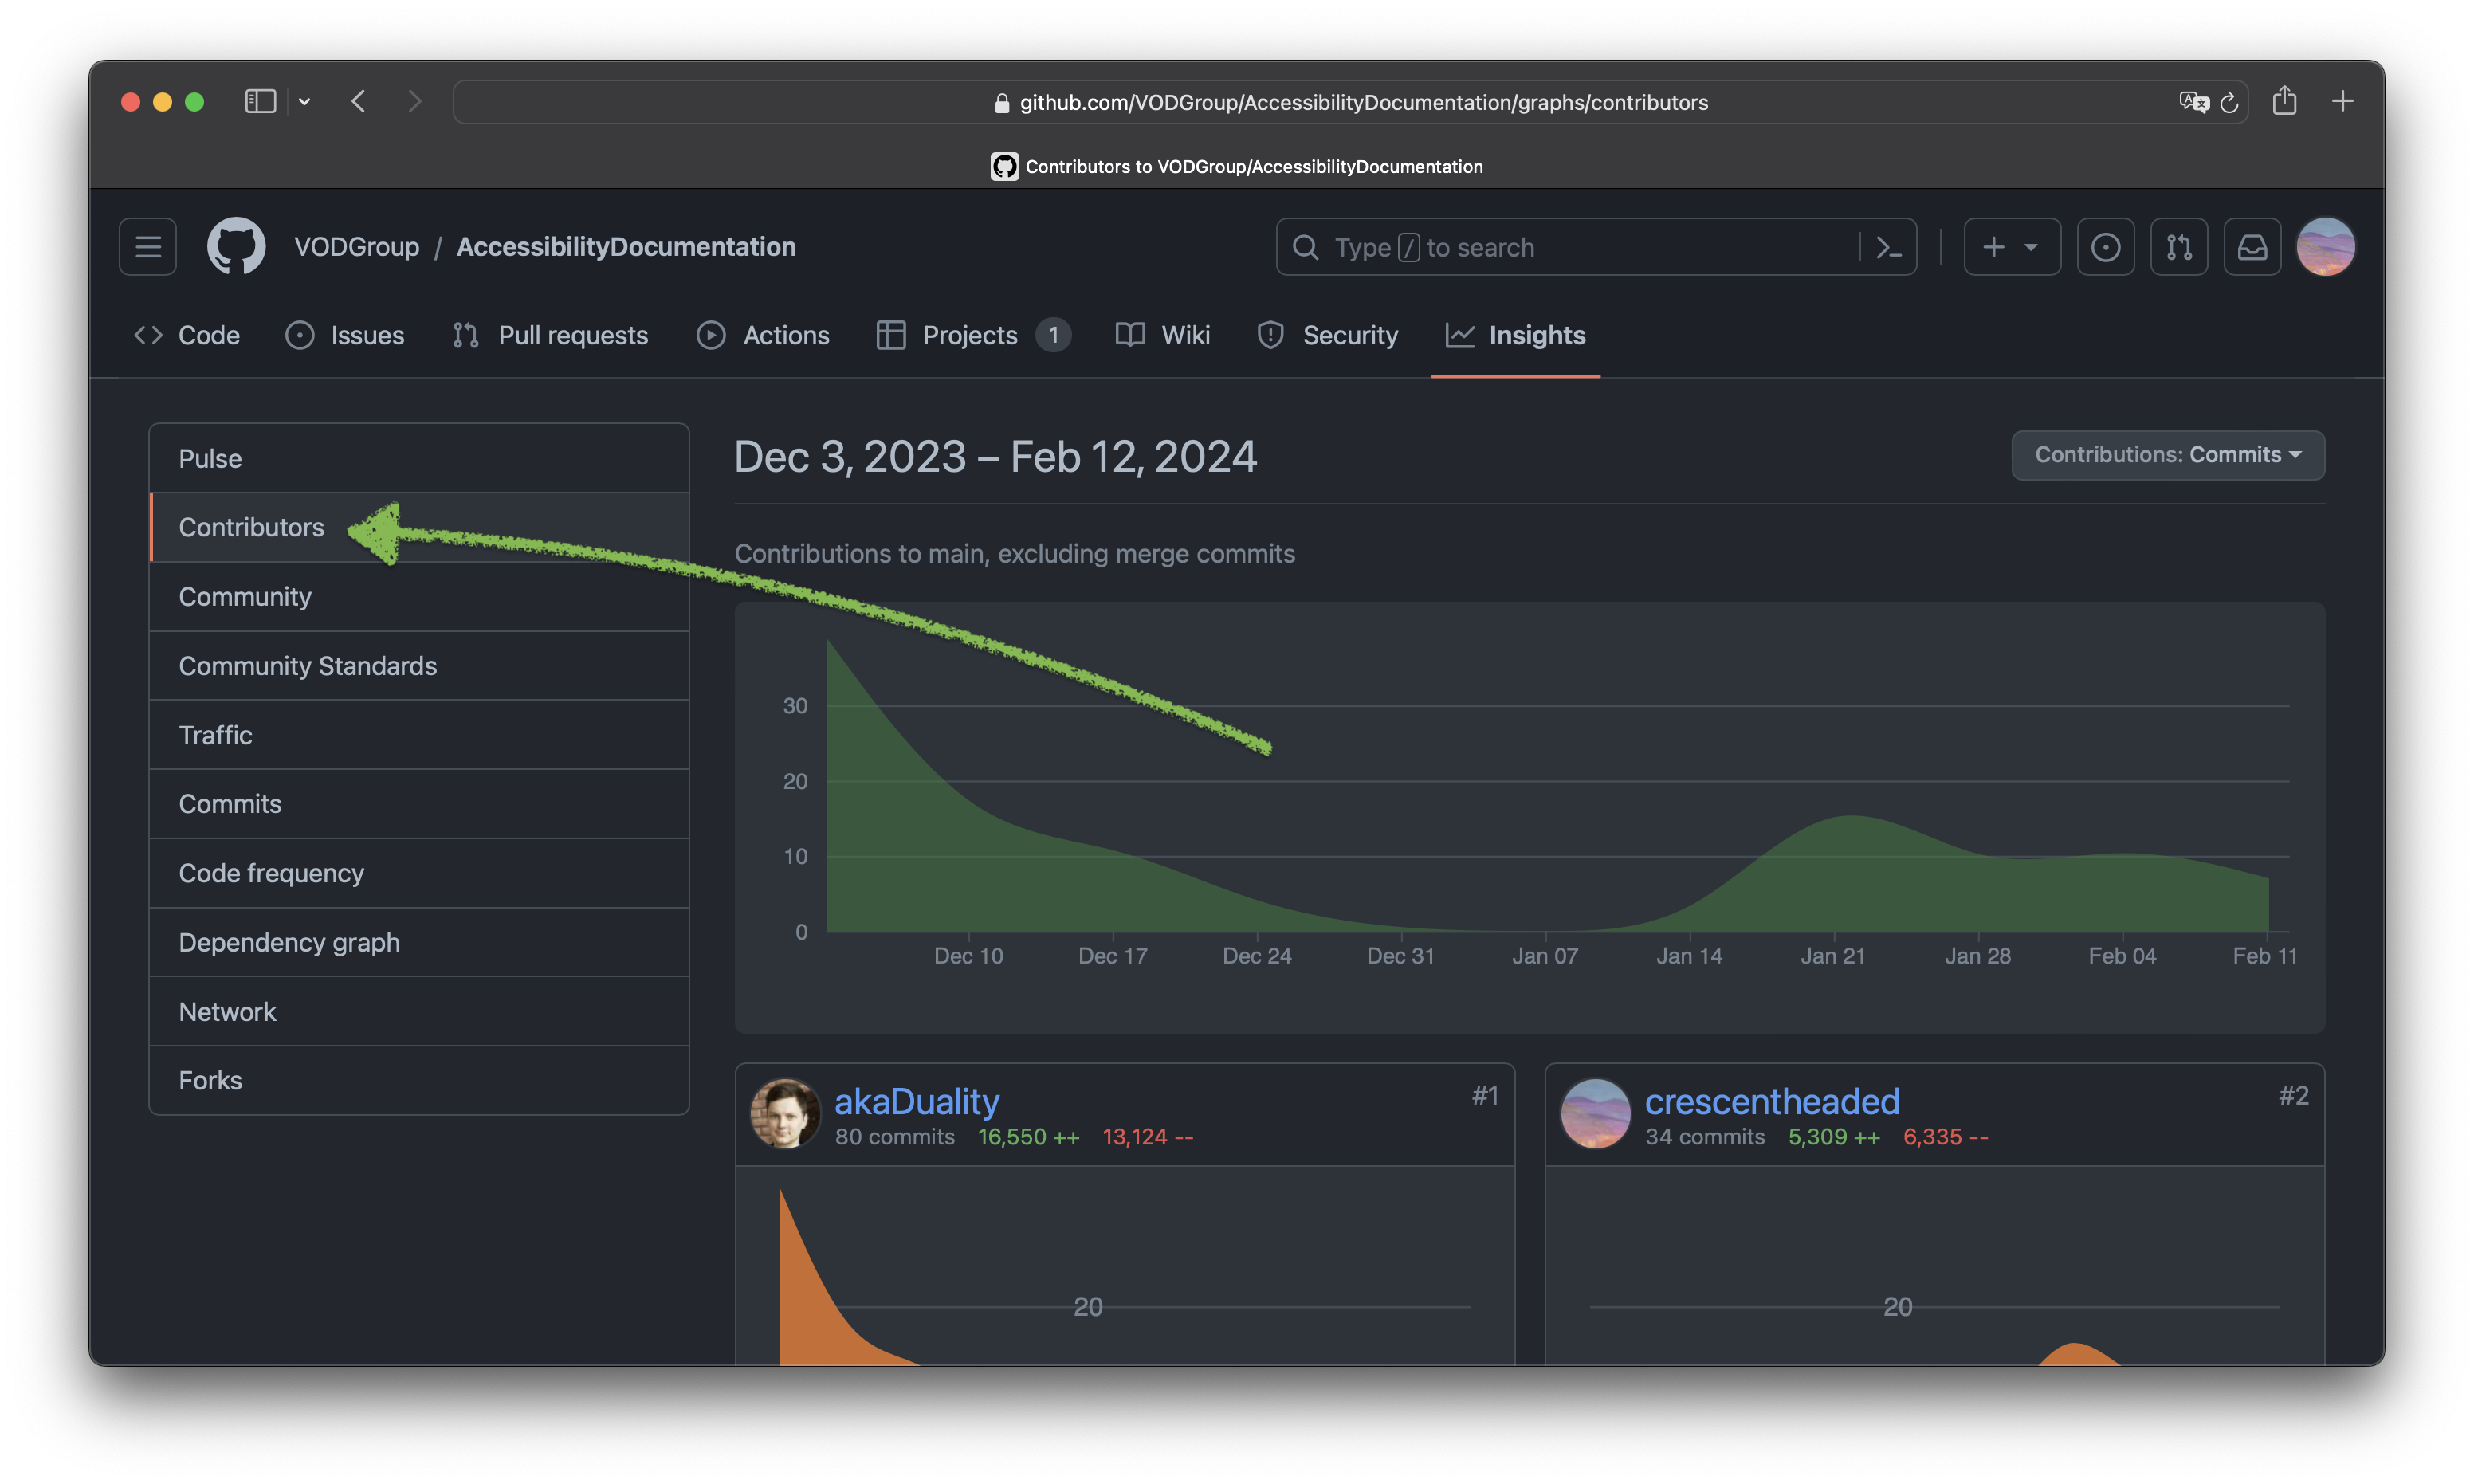 github.com/VODGroup/AccessibilityDocumentation/graphs/contributors
Contributors to VODGroup/AccessibilityDocumentation
VODGroup / AccessibilityDocumentation
Type / to search
Code Issues Pull requests Actions Projects 1 Wiki Security Insights
Pulse
Contributors
Community
Community Standards
Traffic
Commits
Code frequency
Dependency graph
Network
Forks
Dec 3, 2023 – Feb 12, 2024
Contributions: Commits
Contributions to main, excluding merge commits
30
20
10
0
Dec 10 Dec 17 Dec 24 Dec 31 Jan 07 Jan 14 Jan 21 Jan 28 Feb 04 Feb 11
akaDuality #1
80 commits 16,550 ++ 13,124 --
20
crescentheaded #2
34 commits 5,309 ++ 6,335 --
20